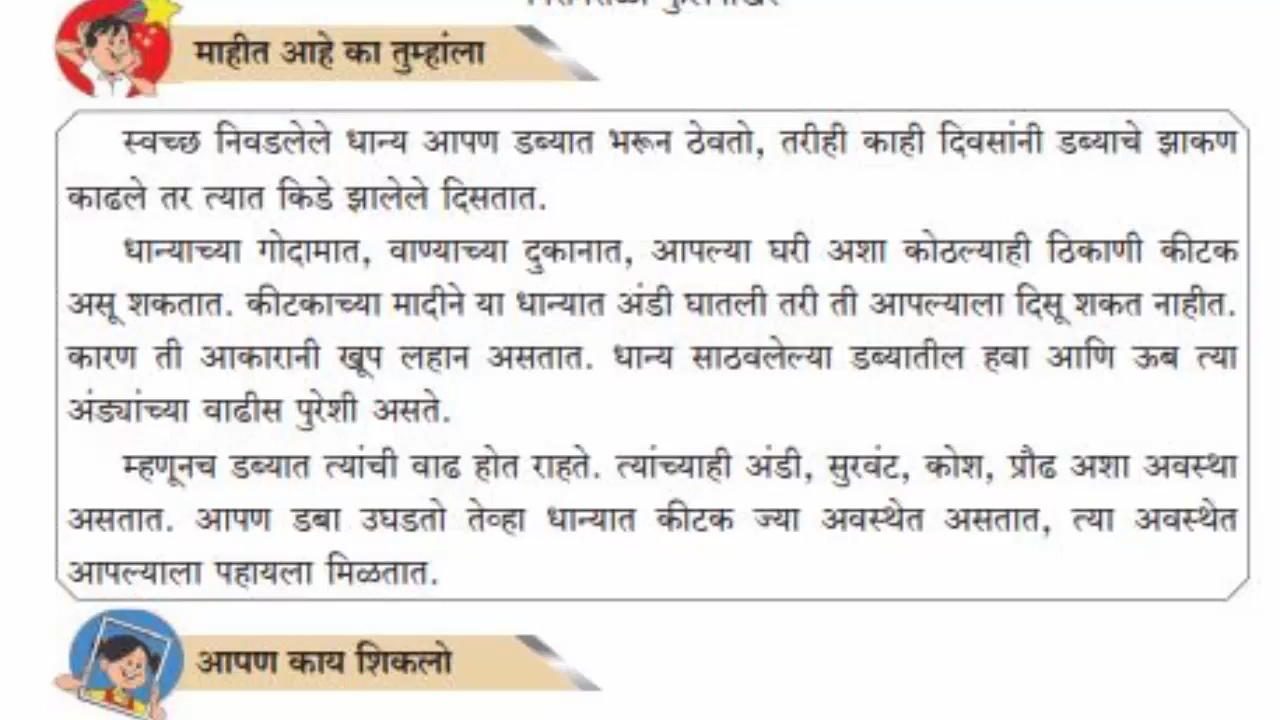 माहीत आहे का तुम्हांला
स्वच्छ निवडलेले धान्य आपण डब्यात भरून ठेवतो, तरीही काही दिवसांनी डब्याचे झाकण
काढले तर त्यात किडे झालेले दिसतात.
धान्याच्या गोदामात, वाण्याच्या दुकानात, आपल्या घरी अशा कोठल्याही ठिकाणी कीटक
असू शकतात. कीटकाच्या मादीने या धान्यात अंडी घातली तरी ती आपल्याला दिसू शकत नाहीत.
कारण ती आकारानी खूप लहान असतात. धान्य साठवलेल्या डब्यातील हवा आणि ऊब त्या
अंड्यांच्या वाढीस पुरेशी असते.
म्हणूनच डब्यात त्यांची वाढ होत राहते. त्यांच्याही अंडी, सुरवंट, कोश, प्रौढ अशा अवस्था
असतात. आपण डबा उघडतो तेव्हा धान्यात कीटक ज्या अवस्थेत असतात, त्या अवस्थेत
आपल्याला पहायला मिळतात.
आपण काय शिकलो